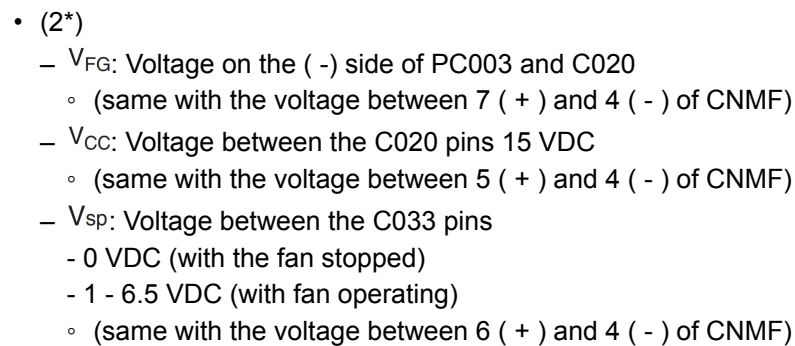 • (2*)
– VFG: Voltage on the ( -) side of PC003 and C020
◦ (same with the voltage between 7 ( + ) and 4 ( - ) of CNMF)
– VCC: Voltage between the C020 pins 15 VDC
◦ (same with the voltage between 5 ( + ) and 4 ( - ) of CNMF)
– Vsp: Voltage between the C033 pins
- 0 VDC (with the fan stopped)
- 1 - 6.5 VDC (with fan operating)
◦ (same with the voltage between 6 ( + ) and 4 ( - ) of CNMF)